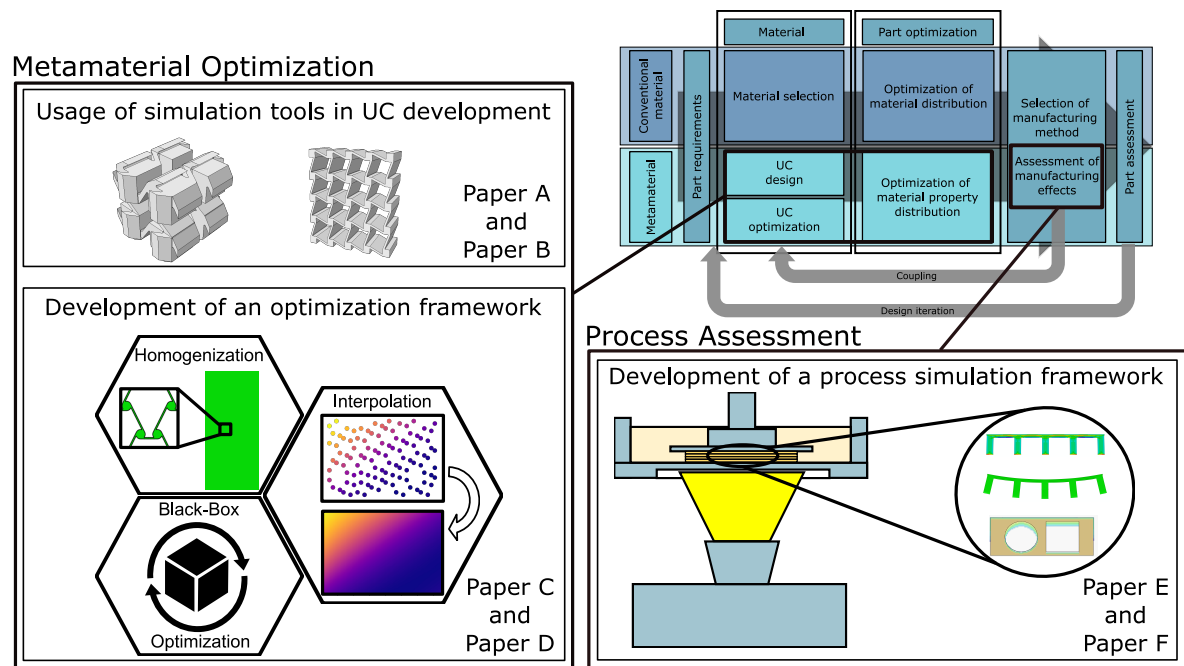 Metamaterial Optimization
Usage of simulation tools in UC development
Paper A
and
Paper B
Development of an optimization framework
Homogenization
Interpolation
Black-Box
Optimization
Paper C
and
Paper D
Material
Part optimization
Conventional
material
Metamaterial
Part requirements
Material selection
Optimization of
material distribution
Selection of
manufacturing
method
UC
design
UC
optimization
Optimization of
material property
distribution
Assessment of
manufacturing
effects
Part assessment
Coupling
Design iteration
Process Assessment
Development of a process simulation framework
Paper E
and
Paper F